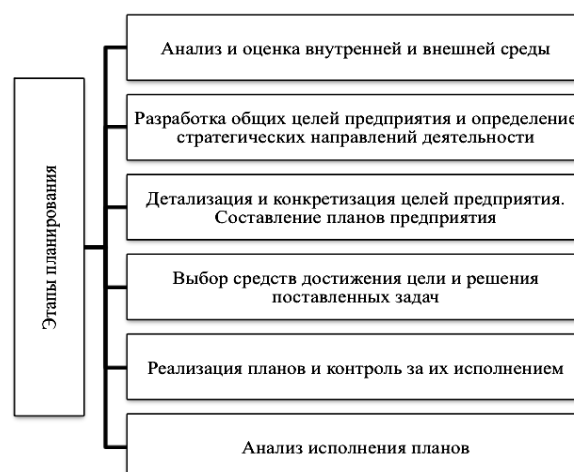 Этапы планирования
Анализ и оценка внутренней и внешней среды
Разработка общих целей предприятия и определение
стратегических направлений деятельности
Детализация и конкретизация целей предприятия.
Составление планов предприятия
Выбор средств достижения цели и решения
поставленных задач
Реализация планов и контроль за их исполнением
Анализ исполнения планов